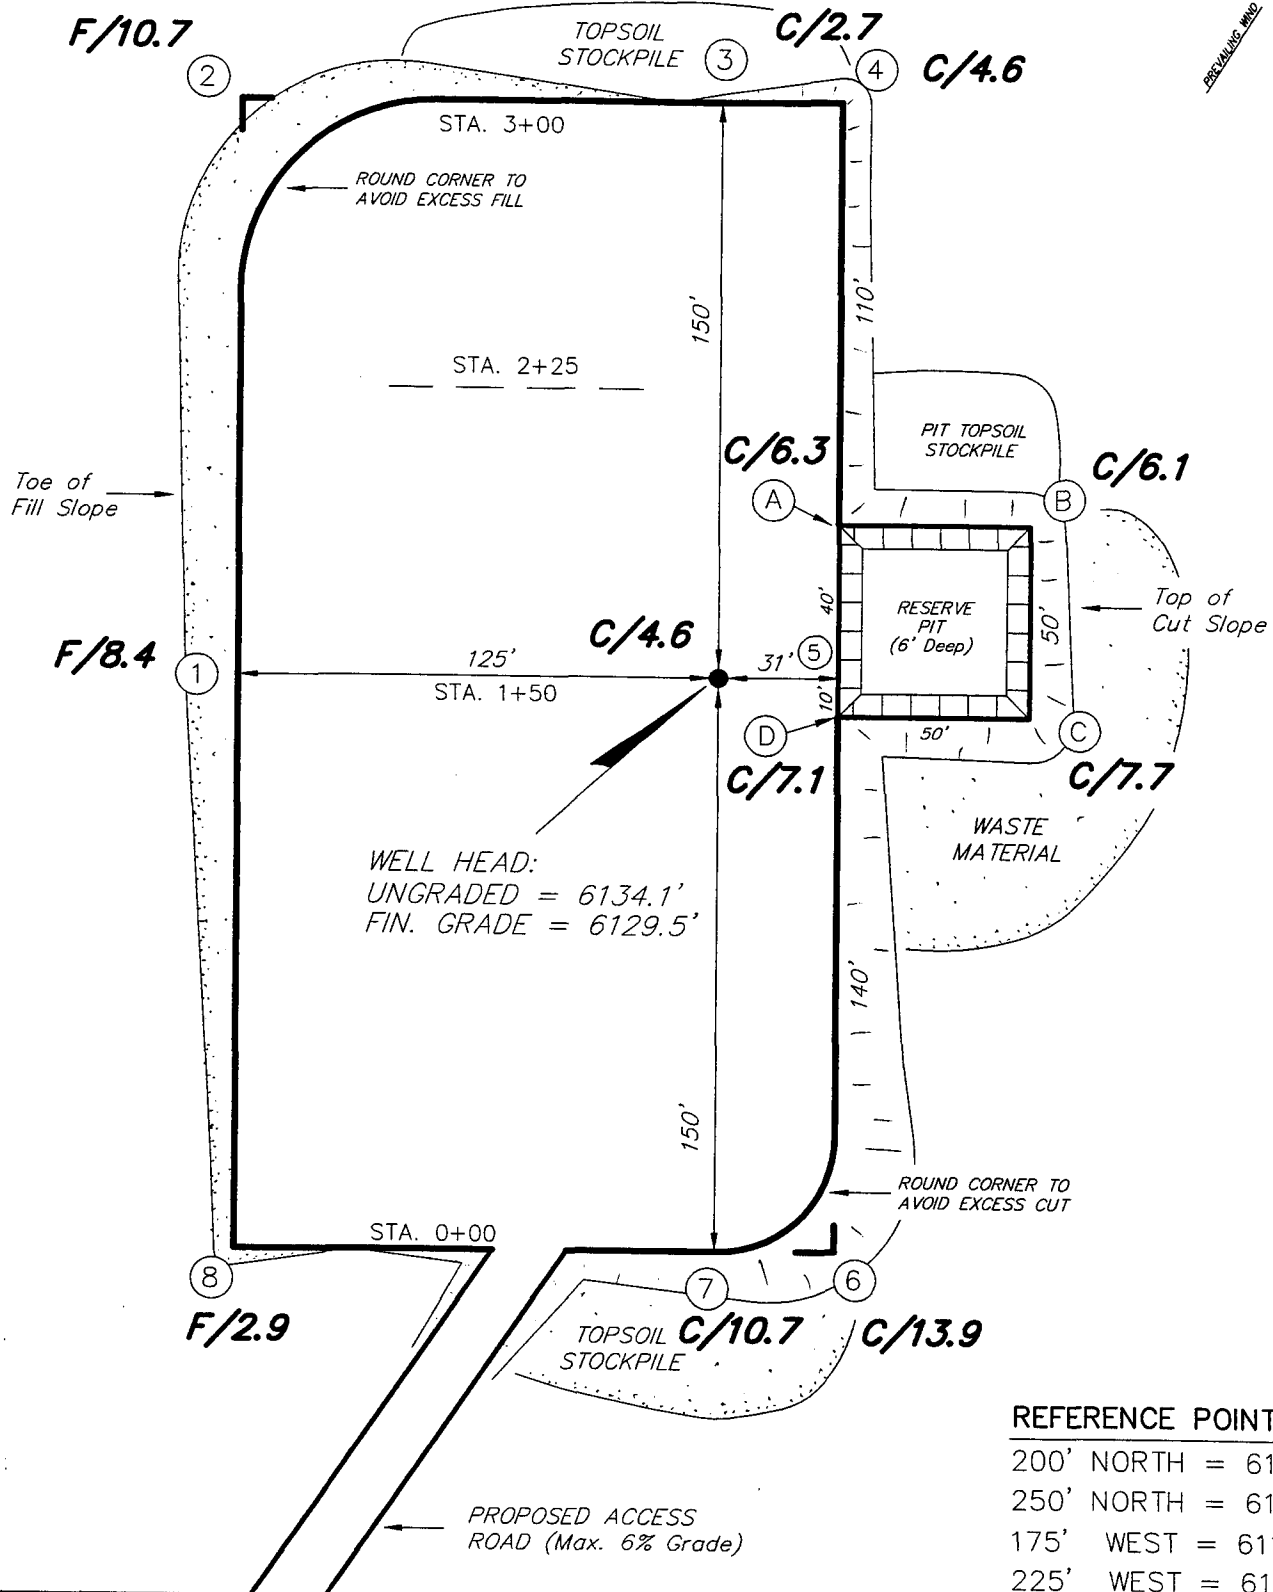 F/10.7
TOPSOIL
STOCKPILE
C/2.7
PREVAILING WIND
2
3
4
C/4.6
STA. 3+00
ROUND CORNER TO
AVOID EXCESS FILL
150'
110'
STA. 2+25
PIT TOPSOIL
STOCKPILE
C/6.3
C/6.1
Toe of
Fill Slope
A
B
RESERVE
PIT
(6' Deep)
40'
50'
Top of
Cut Slope
F/8.4
C/4.6
1
125'
31'
5
STA. 1+50
10'
D
50'
C
C/7.1
C/7.7
WELL HEAD:
UNGRADED = 6134.1'
FIN. GRADE = 6129.5'
WASTE
MATERIAL
140'
150'
ROUND CORNER TO
AVOID EXCESS CUT
STA. 0+00
8
7
6
F/2.9
TOPSOIL
STOCKPILE
C/10.7
C/13.9
REFERENCE POINT
200' NORTH = 61
250' NORTH = 61
175' WEST = 61
225' WEST = 61
PROPOSED ACCESS
ROAD (Max. 6% Grade)